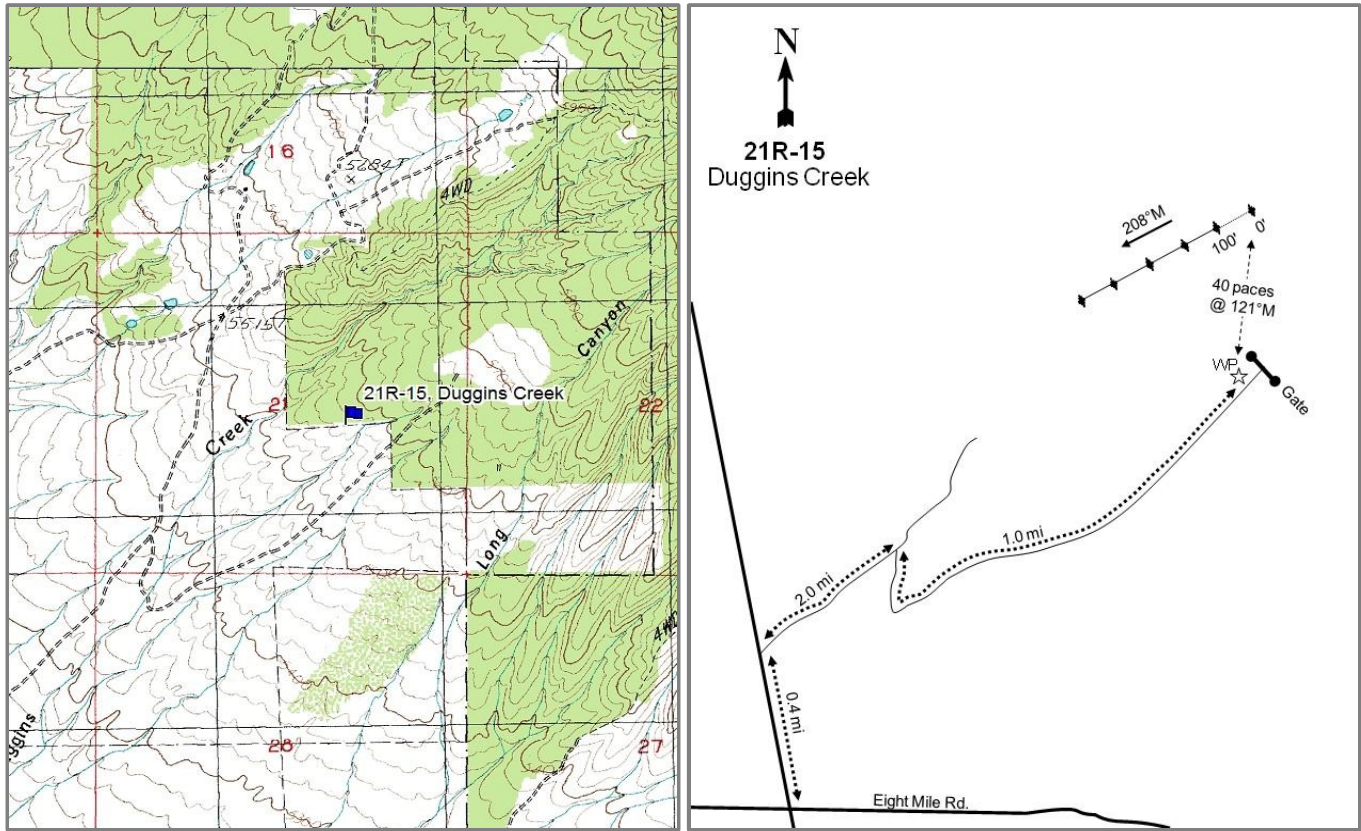 16
5684T
4WD
5515T
Canyon
21R-15, Duggins Creek
21
22
Creek
Long
4WD
28
27
N
21R-15
Duggins Creek
208°M
0'
100'
40 paces
@ 121°M
WP
Gate
1.0 mi
2.0 mi
0.4 mi
Eight Mile Rd.